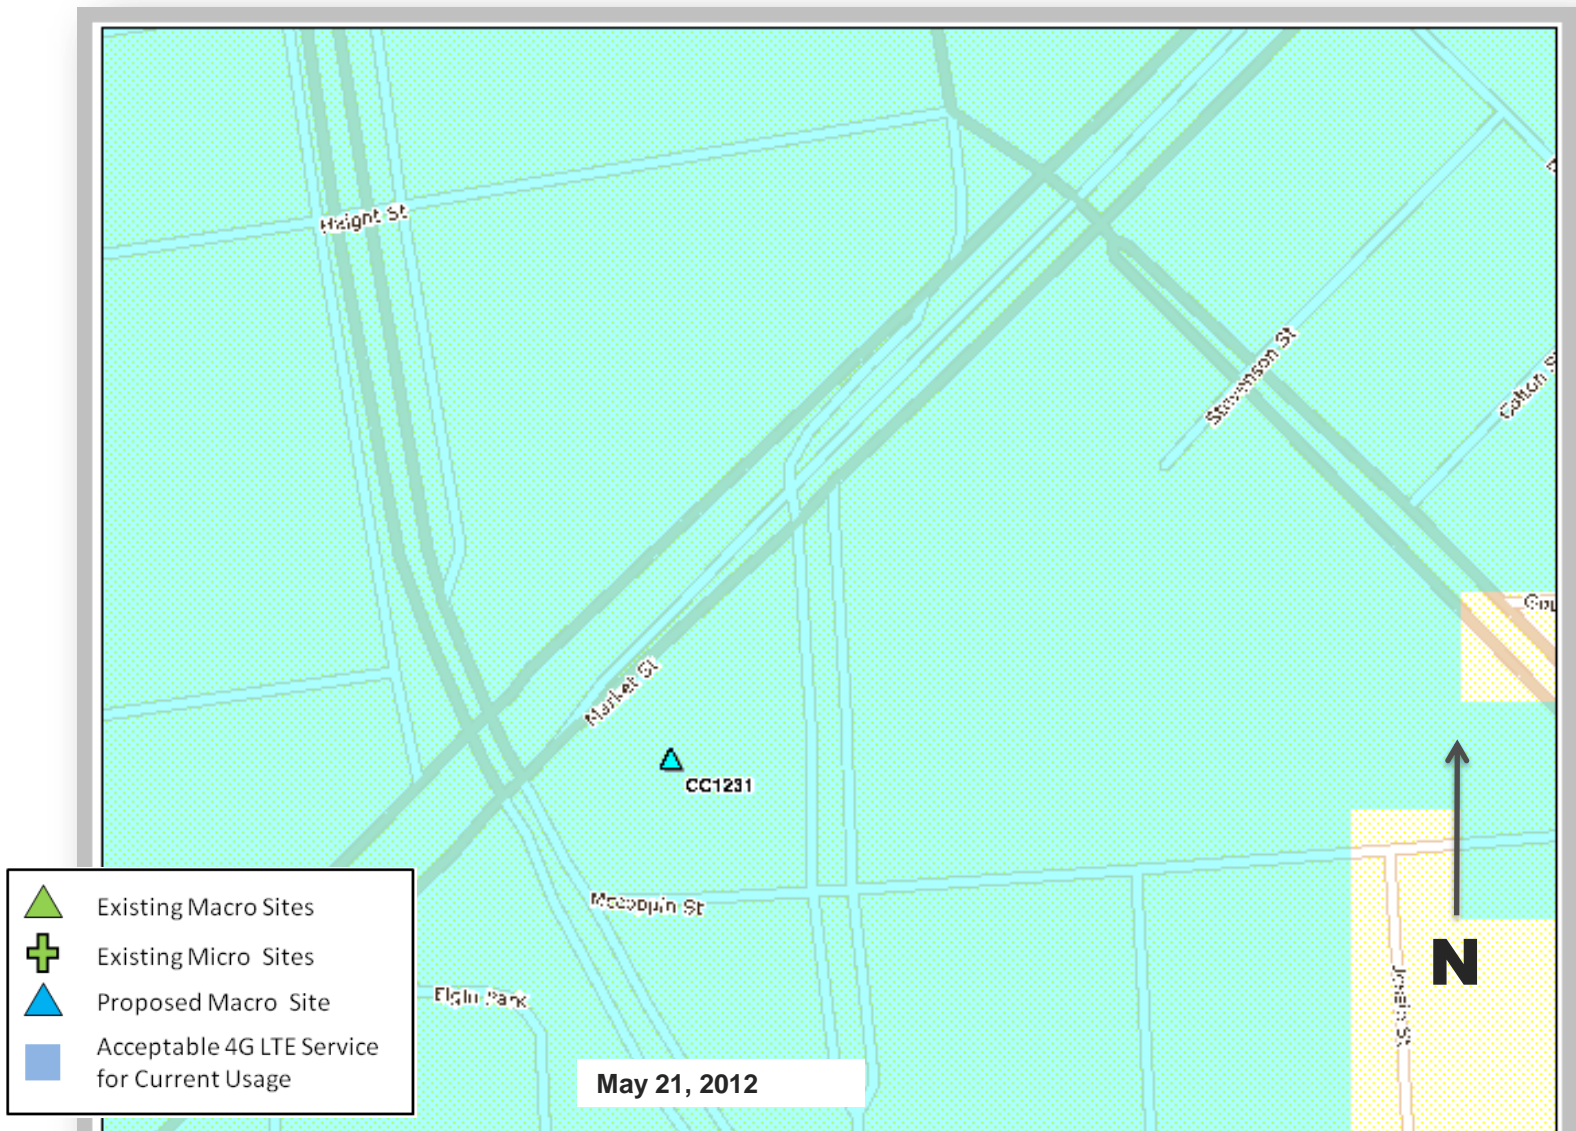 Haight St
Stevenson St
Colton S
Market St
CC1231
Mccoppin St
Elgin Park
Jessie St
N
Existing Macro Sites
Existing Micro Sites
Proposed Macro Site
Acceptable 4G LTE Service
for Current Usage
May 21, 2012